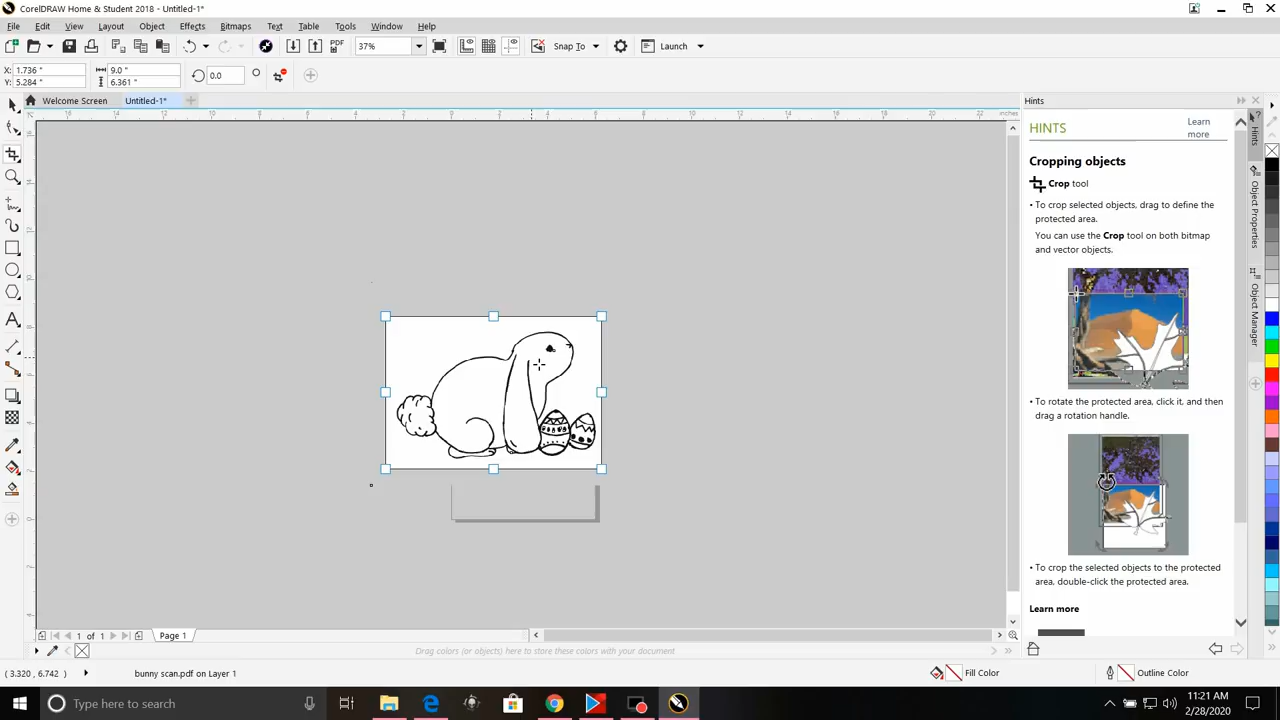 CorelDRAW Home & Student 2018 - Untitled-1*
File Edit View Layout Object Effects Bitmaps Text Table Tools Window Help
PDF 37% Snap To Launch
X: 1.736 " 9.0 " 0.0
Y: 5.284 " 6.361 "
Welcome Screen Untitled-1*
Hints
inches
HINTS Learn more
Cropping objects
Crop tool
• To crop selected objects, drag to define the
protected area.
You can use the Crop tool on both bitmap
and vector objects.
• To rotate the protected area, click it, and then
drag a rotation handle.
• To crop the selected objects to the protected
area, double-click the protected area.
Learn more
Hints
Object Properties
Object Manager
1 of 1 Page 1
Drag colors (or objects) here to store these colors with your document
( 3.320 , 6.742 ) bunny scan.pdf on Layer 1 Fill Color Outline Color
Type here to search
11:21 AM
2/28/2020